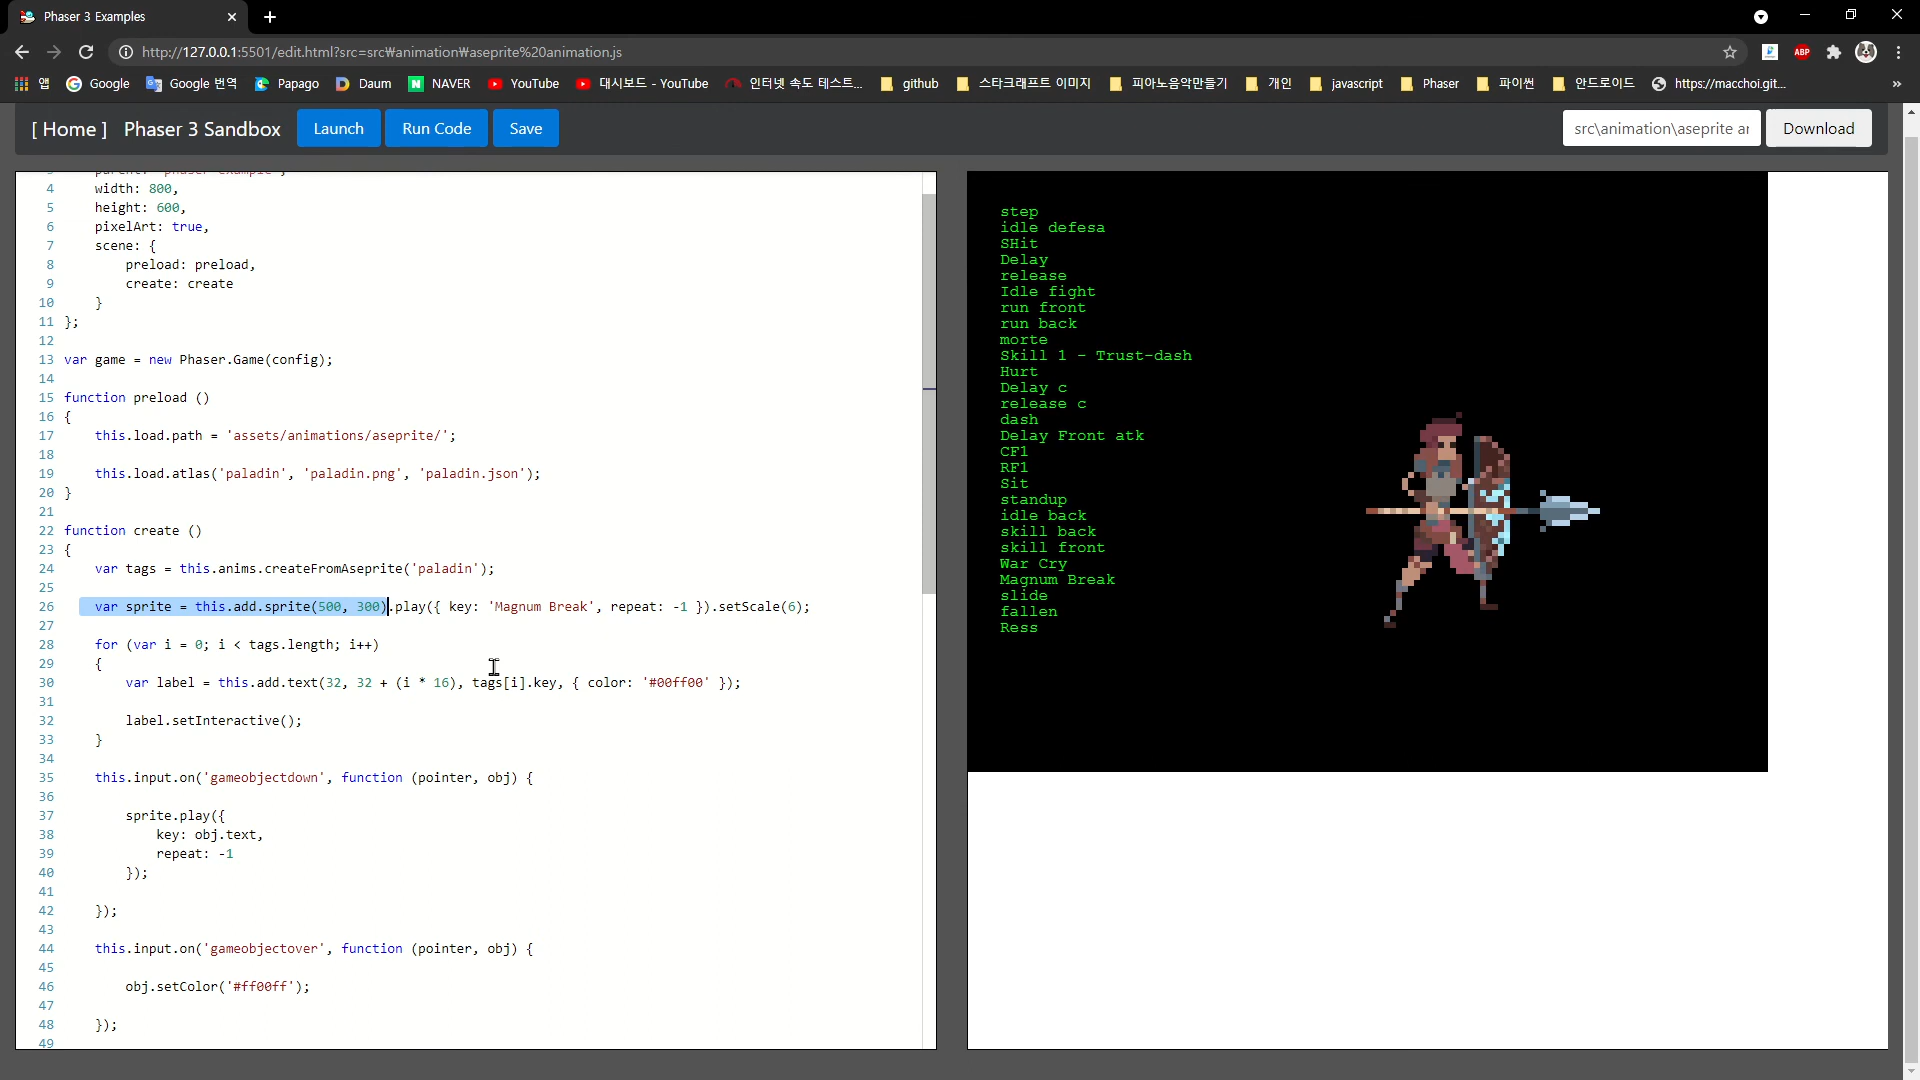 Phaser 3 Examples
http://127.0.0.1:5501/edit.html?src=src₩animation₩aseprite%20animation.js
ABP
앱 Google Google 번역 Papago Daum NAVER YouTube 대시보드 - YouTube 인터넷 속도 테스트... github 스타크래프트 이미지 피아노음악만들기 개인 javascript Phaser 파이썬 안드로이드 https://macchoi.git... »
[ Home ] Phaser 3 Sandbox Launch Run Code Save src\animation\aseprite ar Download
3 parent: 'phaser-example',
4 width: 800,
5 height: 600,
6 pixelArt: true,
7 scene: {
8 preload: preload,
9 create: create
10 }
11 };
12
13 var game = new Phaser.Game(config);
14
15 function preload ()
16 {
17 this.load.path = 'assets/animations/aseprite/';
18
19 this.load.atlas('paladin', 'paladin.png', 'paladin.json');
20 }
21
22 function create ()
23 {
24 var tags = this.anims.createFromAseprite('paladin');
25
26 var sprite = this.add.sprite(500, 300).play({ key: 'Magnum Break', repeat: -1 }).setScale(6);
27
28 for (var i = 0; i < tags.length; i++)
29 {
30 var label = this.add.text(32, 32 + (i * 16), tags[i].key, { color: '#00ff00' });
31
32 label.setInteractive();
33 }
34
35 this.input.on('gameobjectdown', function (pointer, obj) {
36
37 sprite.play({
38 key: obj.text,
39 repeat: -1
40 });
41
42 });
43
44 this.input.on('gameobjectover', function (pointer, obj) {
45
46 obj.setColor('#ff00ff');
47
48 });
49
step
idle defesa
SHit
Delay
release
Idle fight
run front
run back
morte
Skill 1 - Trust-dash
Hurt
Delay c
release c
dash
Delay Front atk
CF1
RF1
Sit
standup
idle back
skill back
skill front
War Cry
Magnum Break
slide
fallen
Ress